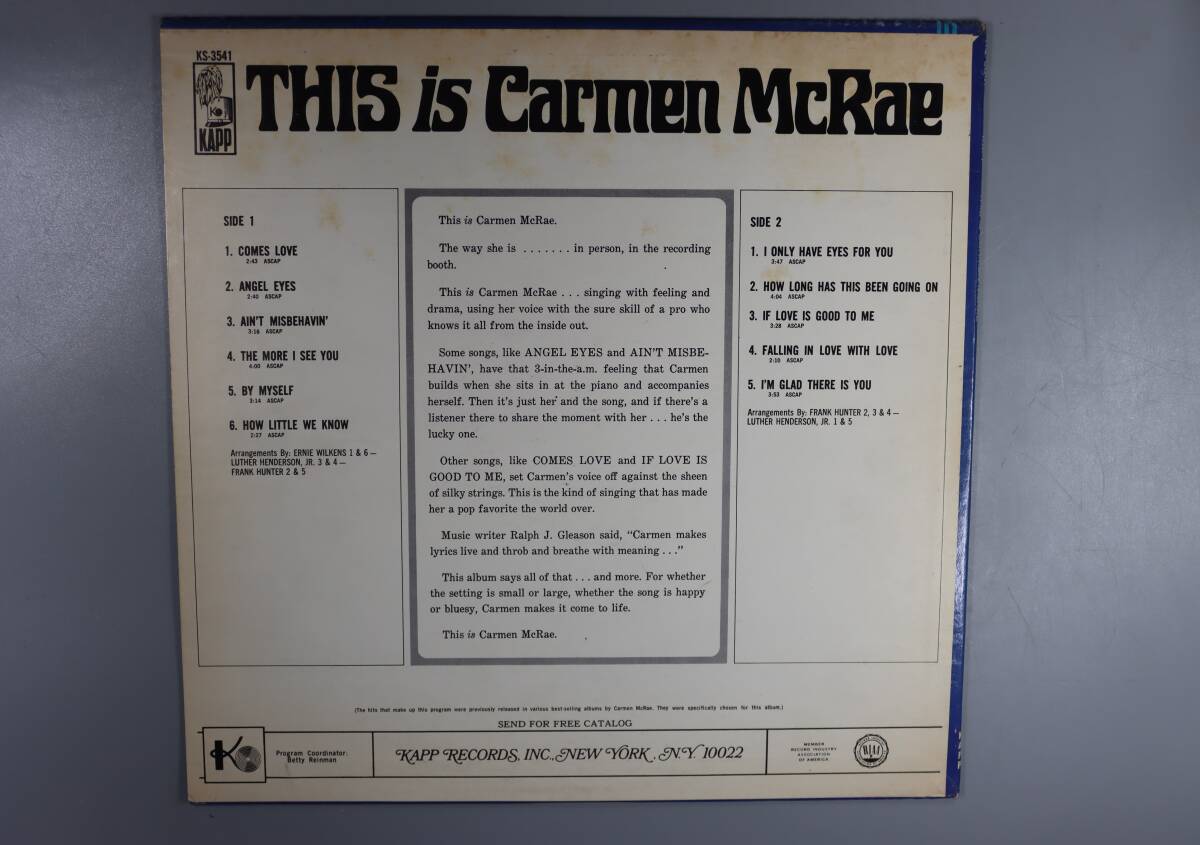 KS-3541
KAPP
THIS is Carmen McRae
SIDE 1
1. COMES LOVE
2:43 ASCAP
2. ANGEL EYES
2:40 ASCAP
3. AIN'T MISBEHAVIN'
3:16 ASCAP
4. THE MORE I SEE YOU
4:00 ASCAP
5. BY MYSELF
3:14 ASCAP
6. HOW LITTLE WE KNOW
2:27 ASCAP
Arrangements By: ERNIE WILKENS 1 & 6 —
LUTHER HENDERSON, JR. 3 & 4 —
FRANK HUNTER 2 & 5
This is Carmen McRae.
The way she is . . . . . . . in person, in the recording
booth.
This is Carmen McRae . . . singing with feeling and
drama, using her voice with the sure skill of a pro who
knows it all from the inside out.
Some songs, like ANGEL EYES and AIN'T MISBE-
HAVIN', have that 3-in-the-a.m. feeling that Carmen
builds when she sits in at the piano and accompanies
herself. Then it's just her and the song, and if there's a
listener there to share the moment with her . . . he's the
lucky one.
Other songs, like COMES LOVE and IF LOVE IS
GOOD TO ME, set Carmen's voice off against the sheen
of silky strings. This is the kind of singing that has made
her a pop favorite the world over.
Music writer Ralph J. Gleason said, "Carmen makes
lyrics live and throb and breathe with meaning . . ."
This album says all of that . . . and more. For whether
the setting is small or large, whether the song is happy
or bluesy, Carmen makes it come to life.
This is Carmen McRae.
SIDE 2
1. I ONLY HAVE EYES FOR YOU
3:47 ASCAP
2. HOW LONG HAS THIS BEEN GOING ON
4:04 ASCAP
3. IF LOVE IS GOOD TO ME
3:28 ASCAP
4. FALLING IN LOVE WITH LOVE
2:10 ASCAP
5. I'M GLAD THERE IS YOU
3:53 ASCAP
Arrangements By: FRANK HUNTER 2, 3 & 4 —
LUTHER HENDERSON, JR. 1 & 5
(The hits that make up this program were previously released in various best-selling albums by Carmen McRae. They were specifically chosen for this album.)
SEND FOR FREE CATALOG
K
Program Coordinator:
Betty Reinman
KAPP RECORDS, INC., NEW YORK, N.Y. 10022
MEMBER
RECORD INDUSTRY
ASSOCIATION
OF AMERICA
RIAA